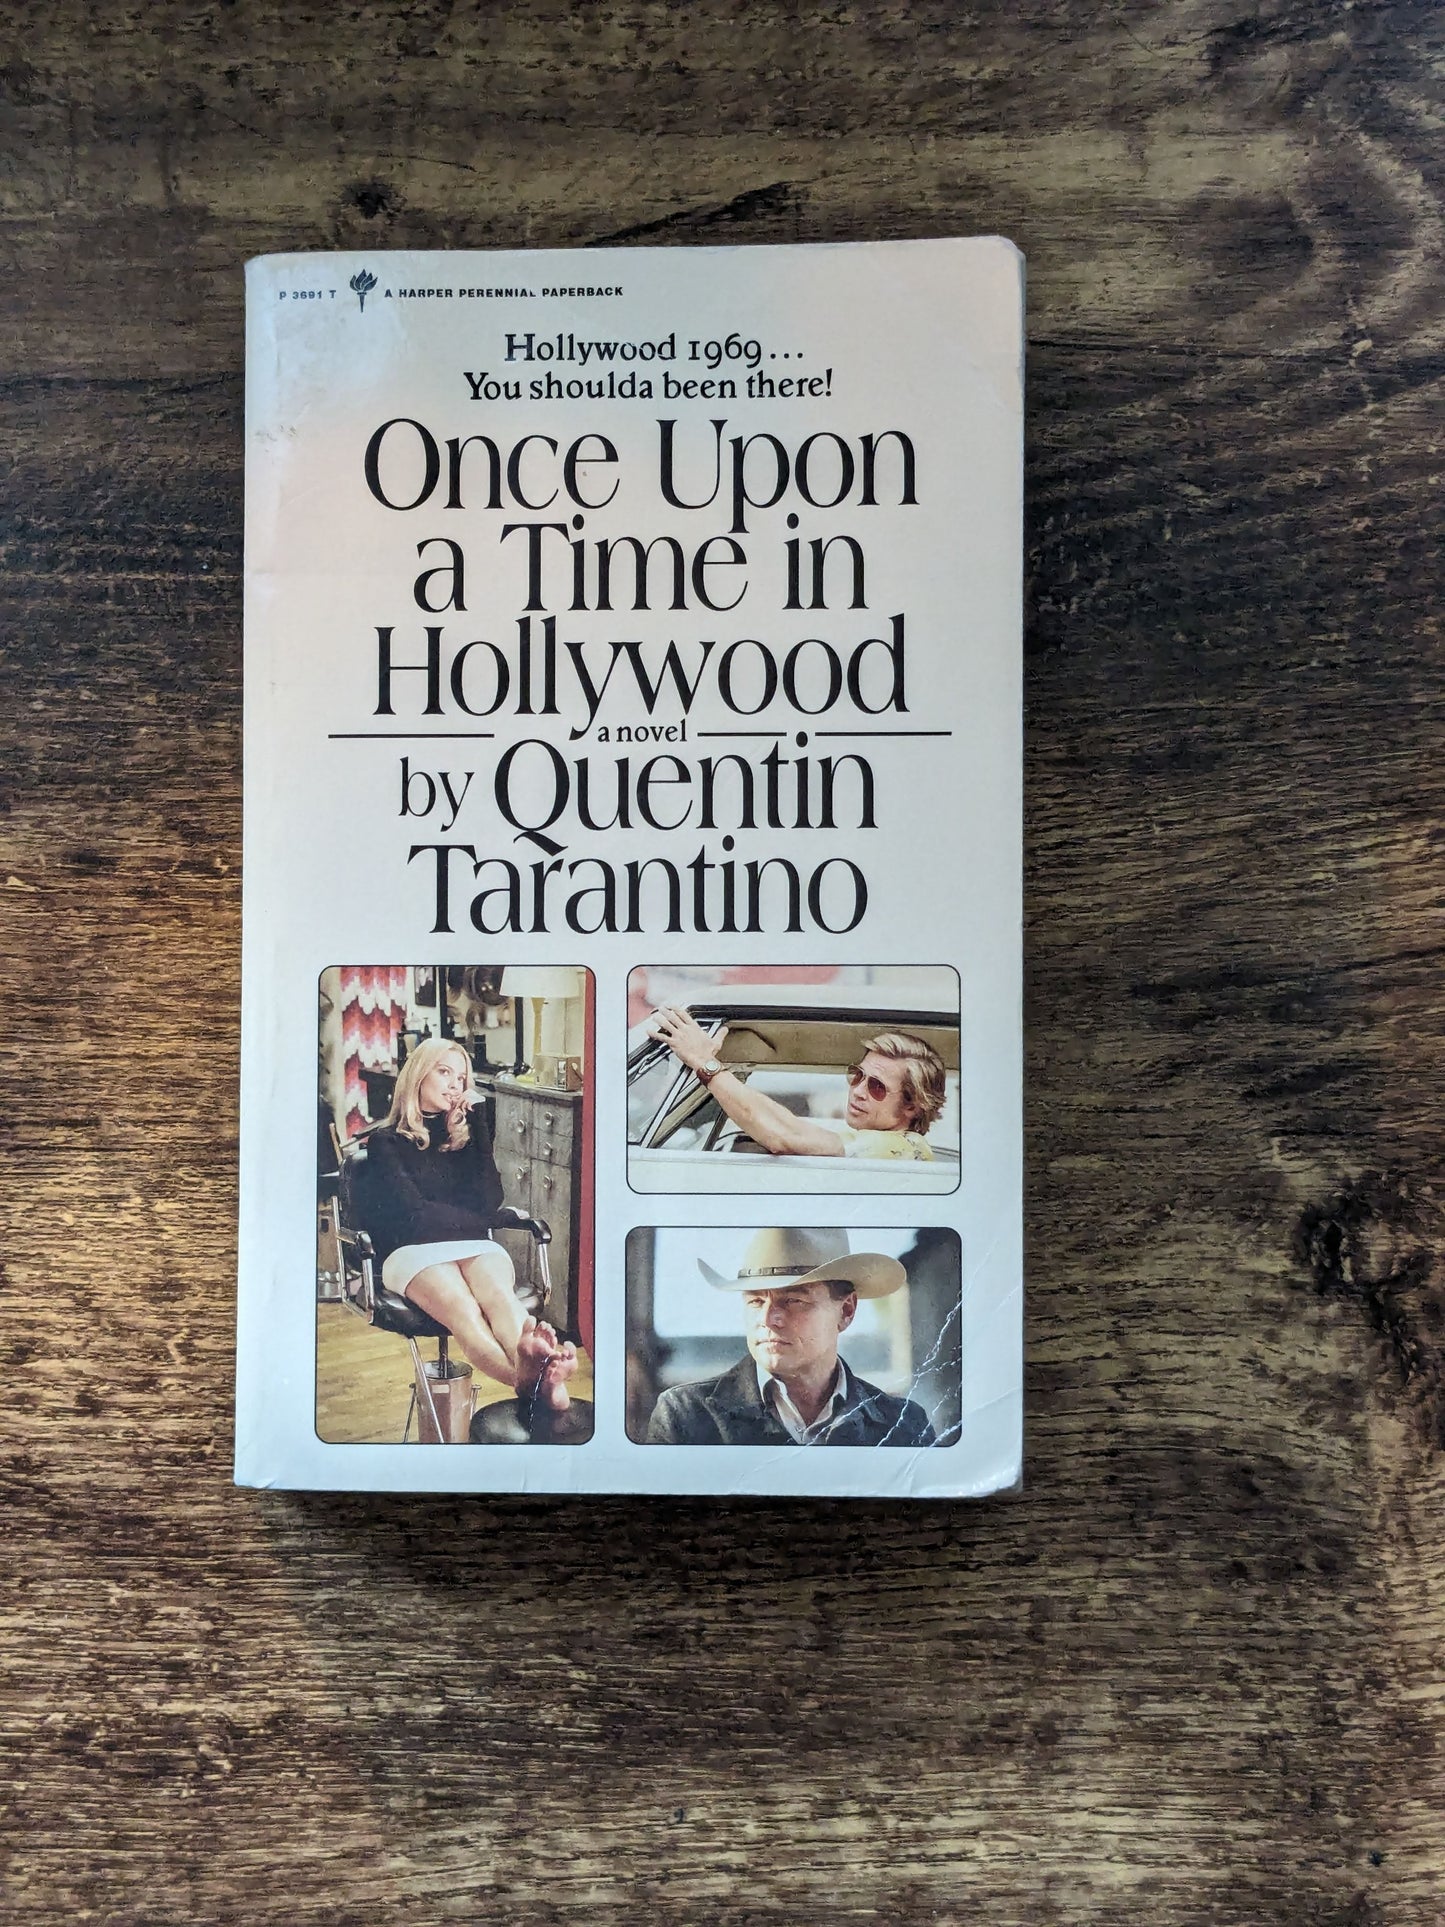 P 3691 T A HARPER PERENNIAL PAPERBACK
Hollywood 1969...
You shoulda been there!
Once Upon
a Time in
Hollywood
a novel
by Quentin
Tarantino